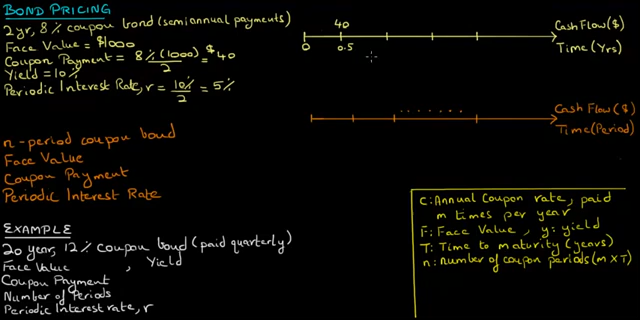 BOND PRICING
2yr, 8% coupon bond (semiannual payments)
Face Value = $1000
Coupon Payment = 8% (1000)/2 = $40
Yield = 10%
Periodic Interest Rate, r = 10%/2 = 5%
40
Cash Flow ($)
0 0.5
Time (Yrs)
n-period coupon bond
Face Value
Coupon Payment
Periodic Interest Rate
.......
Cash Flow ($)
Time (Period)
EXAMPLE
20 year, 12% Coupon bond (paid quarterly)
Face Value , Yield
Coupon Payment
Number of Periods
Periodic interest rate, r
C: Annual Coupon rate, paid
m times per year
F: Face Value, y: yield
T: Time to maturity (years)
n: Number of coupon periods (m x T)